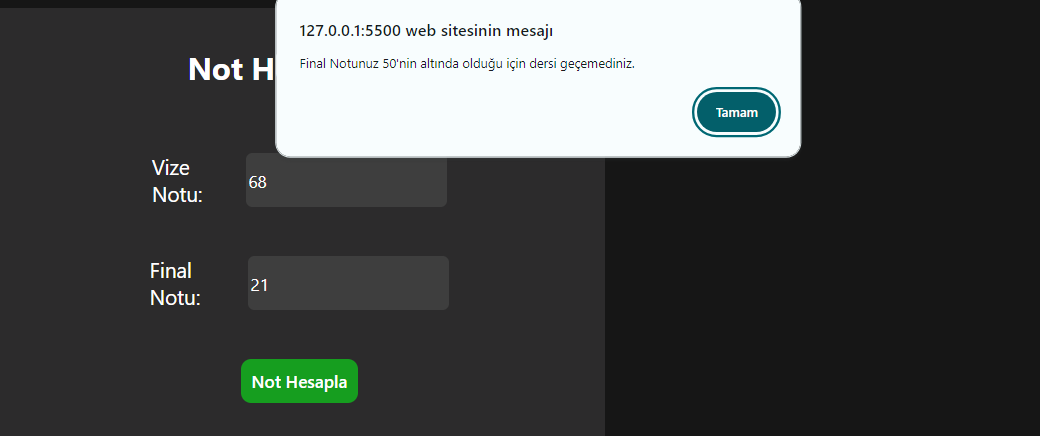 127.0.0.1:5500 web sitesinin mesajı
Final Notunuz 50'nin altında olduğu için dersi geçemediniz.
Tamam
Not H
Vize
Notu:
68
Final
Notu:
21
Not Hesapla